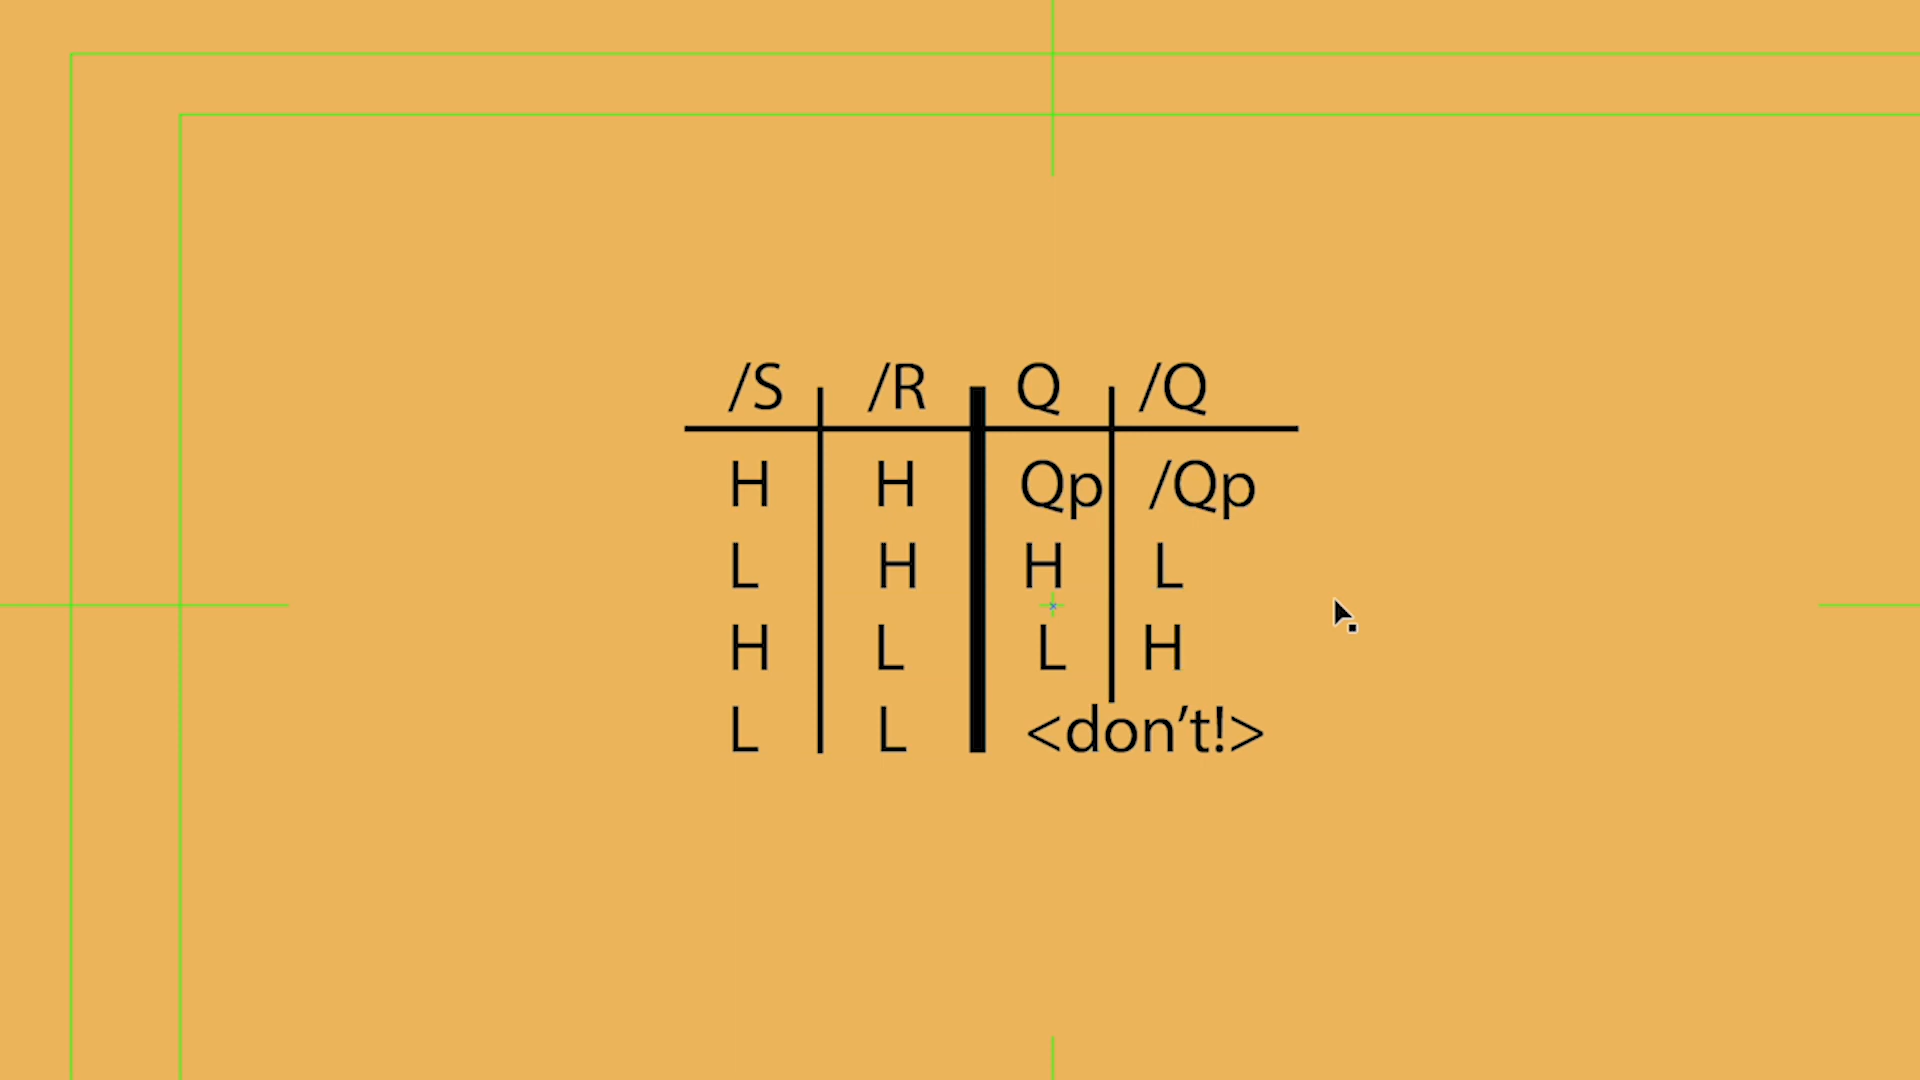 /S /R Q /Q
H H Qp /Qp
L H H L
H L L H
L L <don’t!>